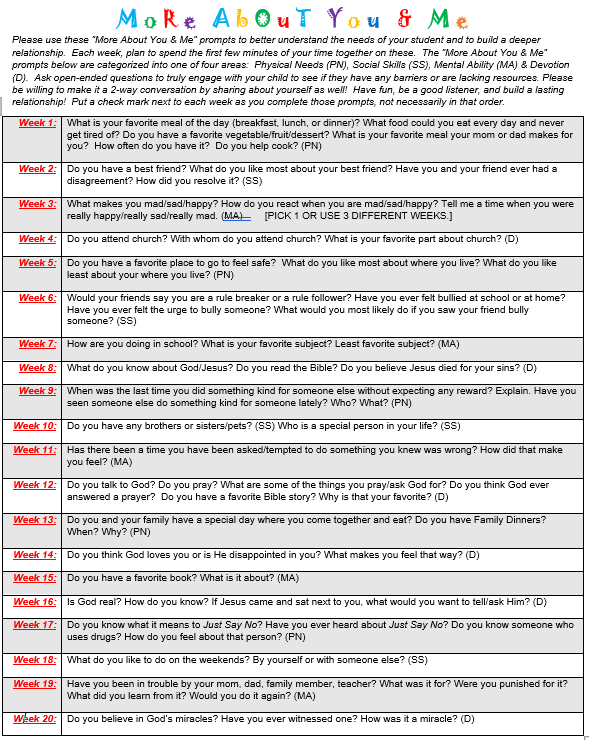 More About You & Me
Please use these "More About You & Me" prompts to better understand the needs of your student and to build a deeper
relationship. Each week, plan to spend the first few minutes of your time together on these. The "More About You & Me"
prompts below are categorized into one of four areas: Physical Needs (PN), Social Skills (SS), Mental Ability (MA) & Devotion
(D). Ask open-ended questions to truly engage with your child to see if they have any barriers or are lacking resources. Please
be willing to make it a 2-way conversation by sharing about yourself as well! Have fun, be a good listener, and build a lasting
relationship! Put a check mark next to each week as you complete those prompts, not necessarily in that order.
Week 1: What is your favorite meal of the day (breakfast, lunch, or dinner)? What food could you eat every day and never
get tired of? Do you have a favorite vegetable/fruit/dessert? What is your favorite meal your mom or dad makes for
you? How often do you have it? Do you help cook? (PN)
Week 2: Do you have a best friend? What do you like most about your best friend? Have you and your friend ever had a
disagreement? How did you resolve it? (SS)
Week 3: What makes you mad/sad/happy? How do you react when you are mad/sad/happy? Tell me a time when you were
really happy/really sad/really mad. (MA) [PICK 1 OR USE 3 DIFFERENT WEEKS.]
Week 4: Do you attend church? With whom do you attend church? What is your favorite part about church? (D)
Week 5: Do you have a favorite place to go to feel safe? What do you like most about where you live? What do you like
least about your where you live? (PN)
Week 6: Would your friends say you are a rule breaker or a rule follower? Have you ever felt bullied at school or at home?
Have you ever felt the urge to bully someone? What would you most likely do if you saw your friend bully
someone? (SS)
Week 7: How are you doing in school? What is your favorite subject? Least favorite subject? (MA)
Week 8: What do you know about God/Jesus? Do you read the Bible? Do you believe Jesus died for your sins? (D)
Week 9: When was the last time you did something kind for someone else without expecting any reward? Explain. Have you
seen someone else do something kind for someone lately? Who? What? (PN)
Week 10: Do you have any brothers or sisters/pets? (SS) Who is a special person in your life? (SS)
Week 11: Has there been a time you have been asked/tempted to do something you knew was wrong? How did that make
you feel? (MA)
Week 12: Do you talk to God? Do you pray? What are some of the things you pray/ask God for? Do you think God ever
answered a prayer? Do you have a favorite Bible story? Why is that your favorite? (D)
Week 13: Do you and your family have a special day where you come together and eat? Do you have Family Dinners?
When? Why? (PN)
Week 14: Do you think God loves you or is He disappointed in you? What makes you feel that way? (D)
Week 15: Do you have a favorite book? What is it about? (MA)
Week 16: Is God real? How do you know? If Jesus came and sat next to you, what would you want to tell/ask Him? (D)
Week 17: Do you know what it means to Just Say No? Have you ever heard about Just Say No? Do you know someone who
uses drugs? How do you feel about that person? (PN)
Week 18: What do you like to do on the weekends? By yourself or with someone else? (SS)
Week 19: Have you been in trouble by your mom, dad, family member, teacher? What was it for? Were you punished for it?
What did you learn from it? Would you do it again? (MA)
Week 20: Do you believe in God's miracles? Have you ever witnessed one? How was it a miracle? (D)